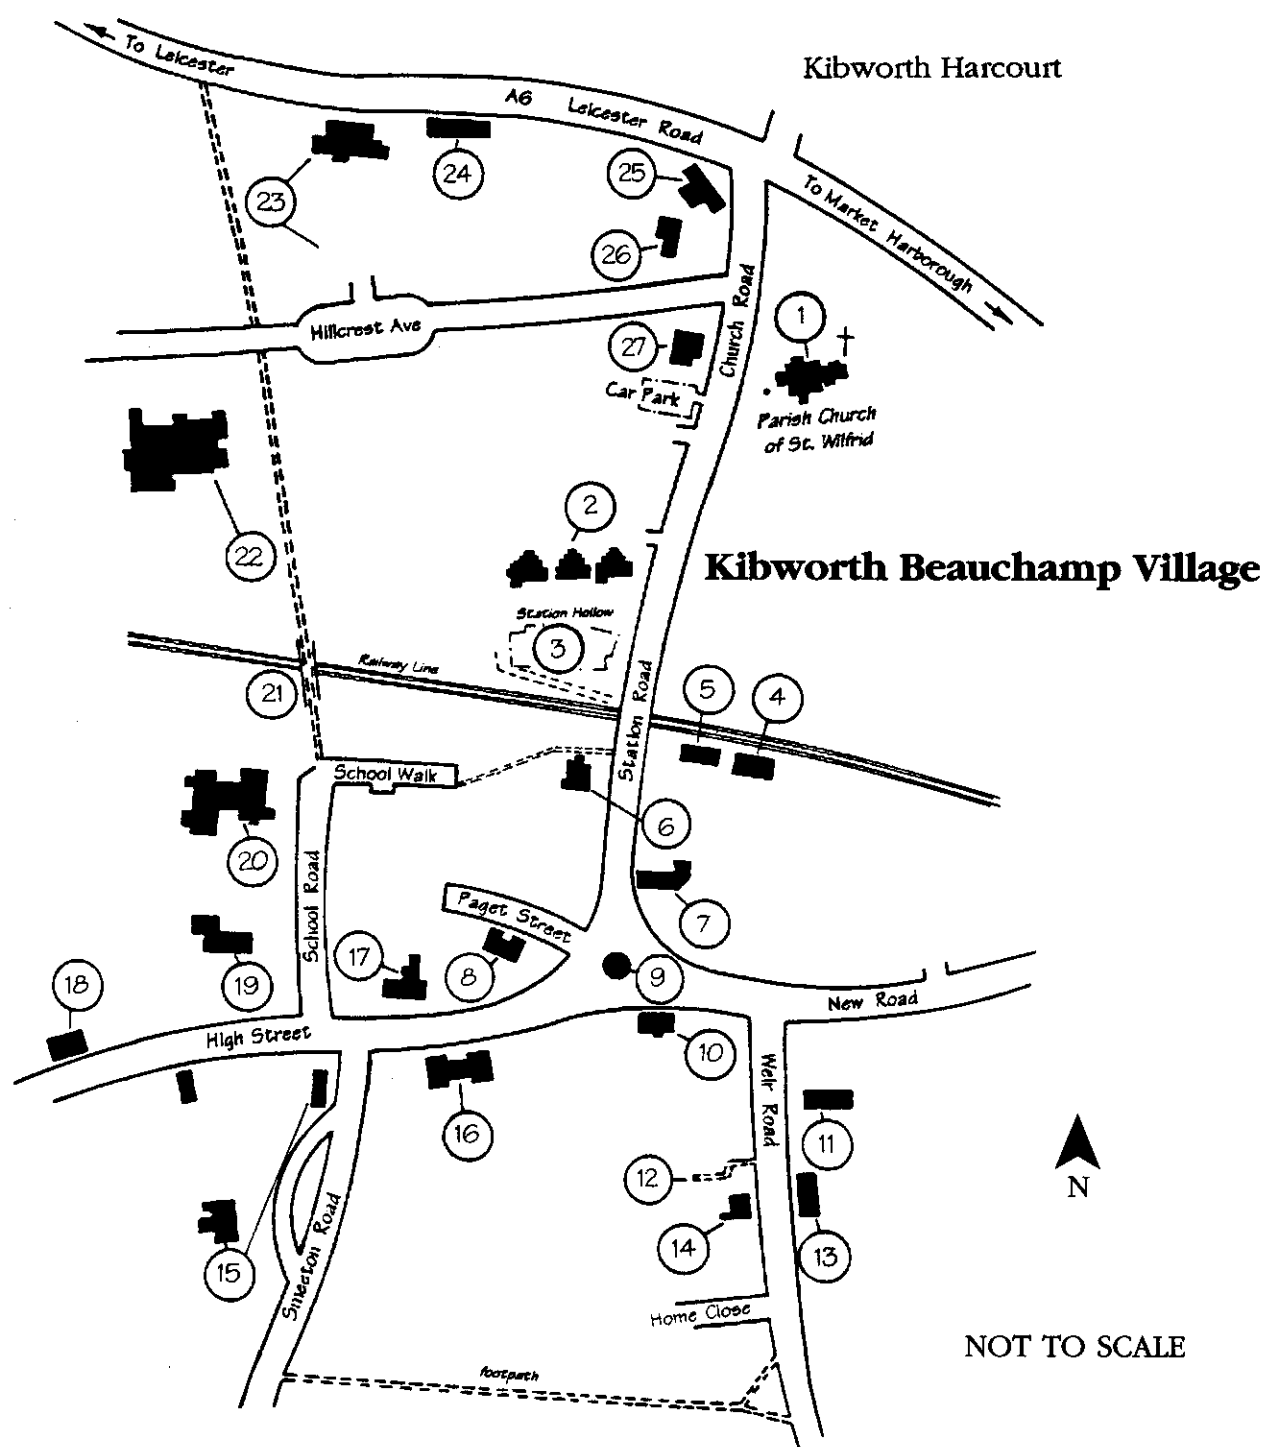 To Leicester
Kibworth Harcourt
A6 Leicester Road
23
24
25
To Market Harborough
26
Church Road
Hillcrest Ave
1
27
Car Park
Parish Church
of St. Wilfrid
2
22
Kibworth Beauchamp Village
Station Hollow
3
Railway Line
21
5
4
Station Road
School Walk
6
20
School Road
Paget Street
7
17
8
9
18
19
New Road
High Street
10
Weir Road
16
11
12
N
14
13
15
Smeeton Road
Home Close
NOT TO SCALE
footpath